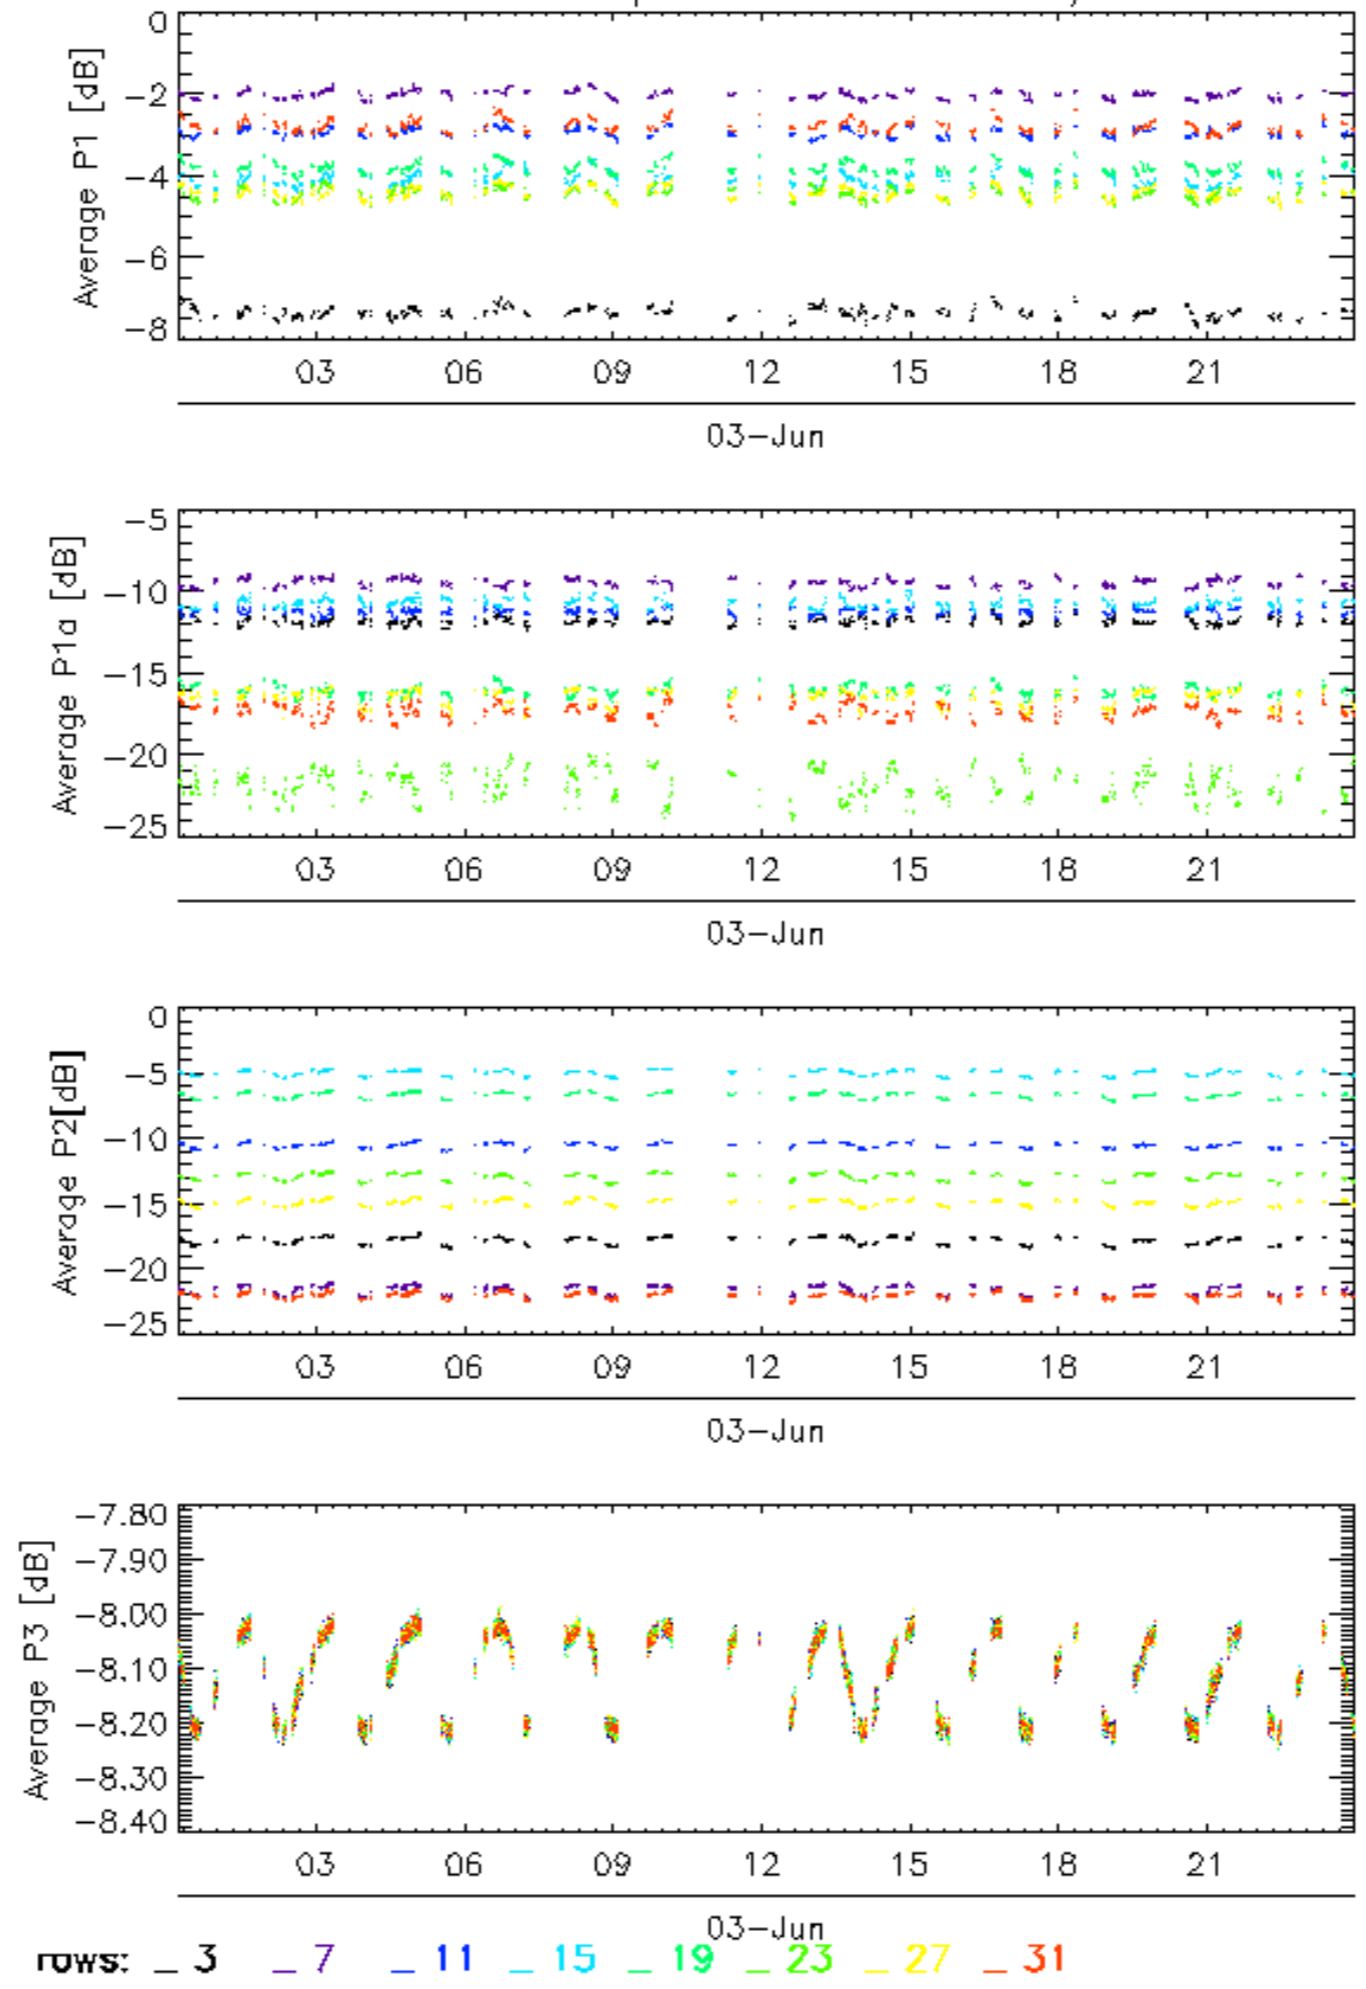 0
−2
−4
−6
−8
Average P1 [dB]
03 06 09 12 15 18 21
03−Jun
−5
−10
−15
−20
−25
Average P1a [dB]
03 06 09 12 15 18 21
03−Jun
0
−5
−10
−15
−20
−25
Average P2[dB]
03 06 09 12 15 18 21
03−Jun
−7.80
−7.90
−8.00
−8.10
−8.20
−8.30
−8.40
Average P3 [dB]
03 06 09 12 15 18 21
03−Jun
rows: _ 3 _ 7 _ 11 _ 15 _ 19 _ 23 _ 27 _ 31